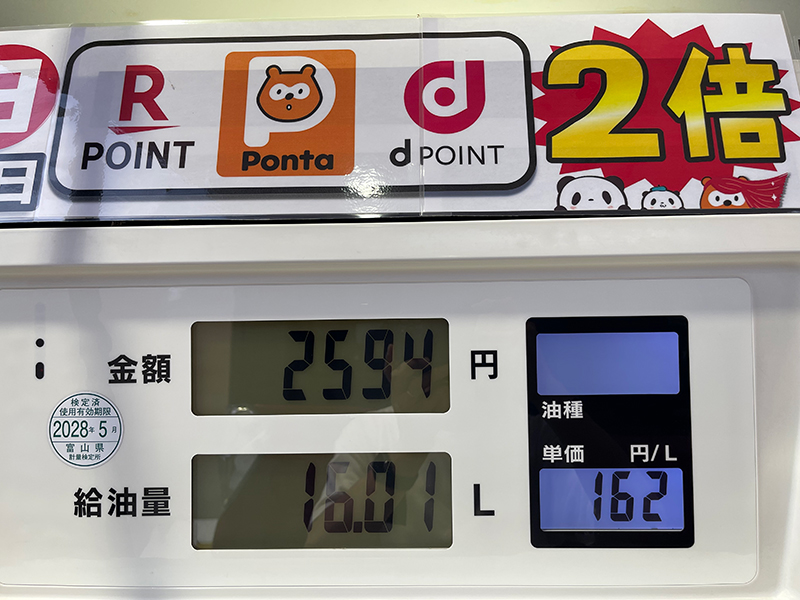 日
日
R
POINT
Ponta
d
d POINT
2倍
金額
2594
円
油種
検定済
使用有効期限
2028年5月
富山県
計量検定所
単価 円/L
162
給油量
16.01
L